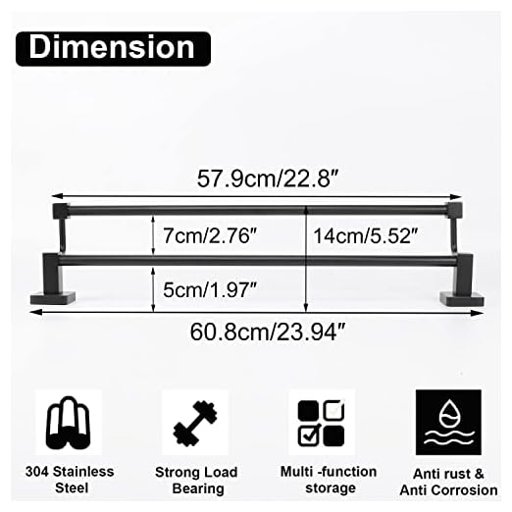 Dimension
57.9cm/22.8″
7cm/2.76″
14cm/5.52″
5cm/1.97″
60.8cm/23.94″
304 Stainless
Steel
Strong Load
Bearing
Multi -function
storage
Anti rust &
Anti Corrosion